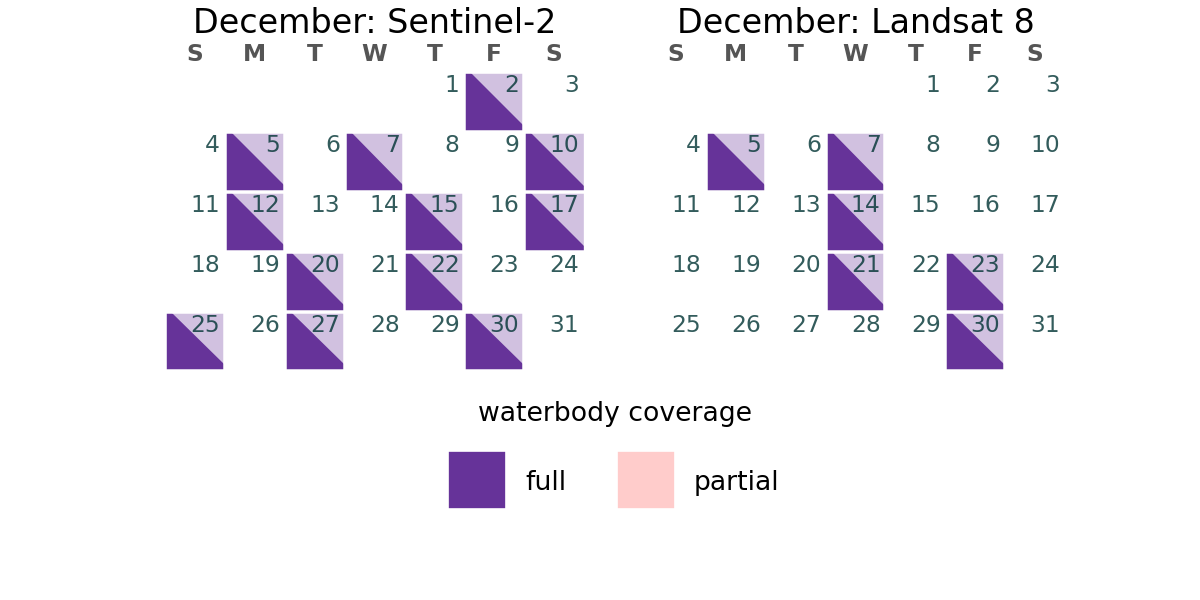 December: Sentinel-2
S M T W T F S
1 2 3
4 5 6 7 8 9 10
11 12 13 14 15 16 17
18 19 20 21 22 23 24
25 26 27 28 29 30 31
December: Landsat 8
S M T W T F S
1 2 3
4 5 6 7 8 9 10
11 12 13 14 15 16 17
18 19 20 21 22 23 24
25 26 27 28 29 30 31
waterbody coverage
full partial